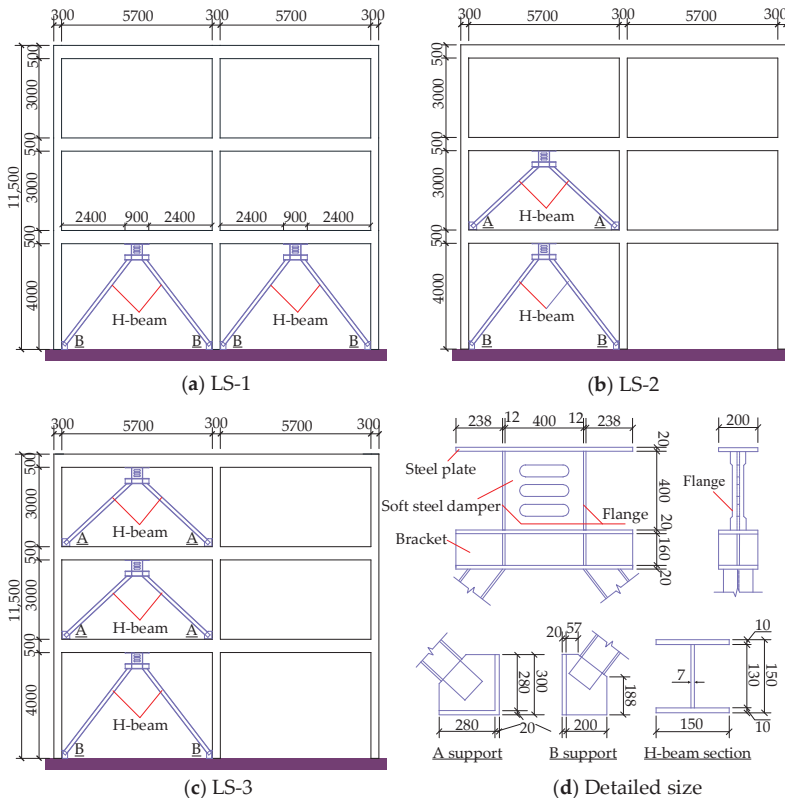 300 5700 300 5700 300
500
3000
500
3000
500
4000
11,500
2400 900 2400 2400 900 2400
H-beam H-beam
B B B B
(a) LS-1
300 5700 300 5700 300
500
3000
500
3000
500
4000
H-beam
A A
H-beam
B B
(b) LS-2
300 5700 300 5700 300
500
3000
500
3000
500
4000
11,500
H-beam
A A
H-beam
A A
H-beam
B B
(c) LS-3
238 12 400 12 238
20
400
20
160
20
200
Steel plate
Soft steel damper
Flange
Bracket
Flange
280
300
280
20
A support
20 57
188
200
B support
7
10
130
150
10
150
H-beam section
(d) Detailed size